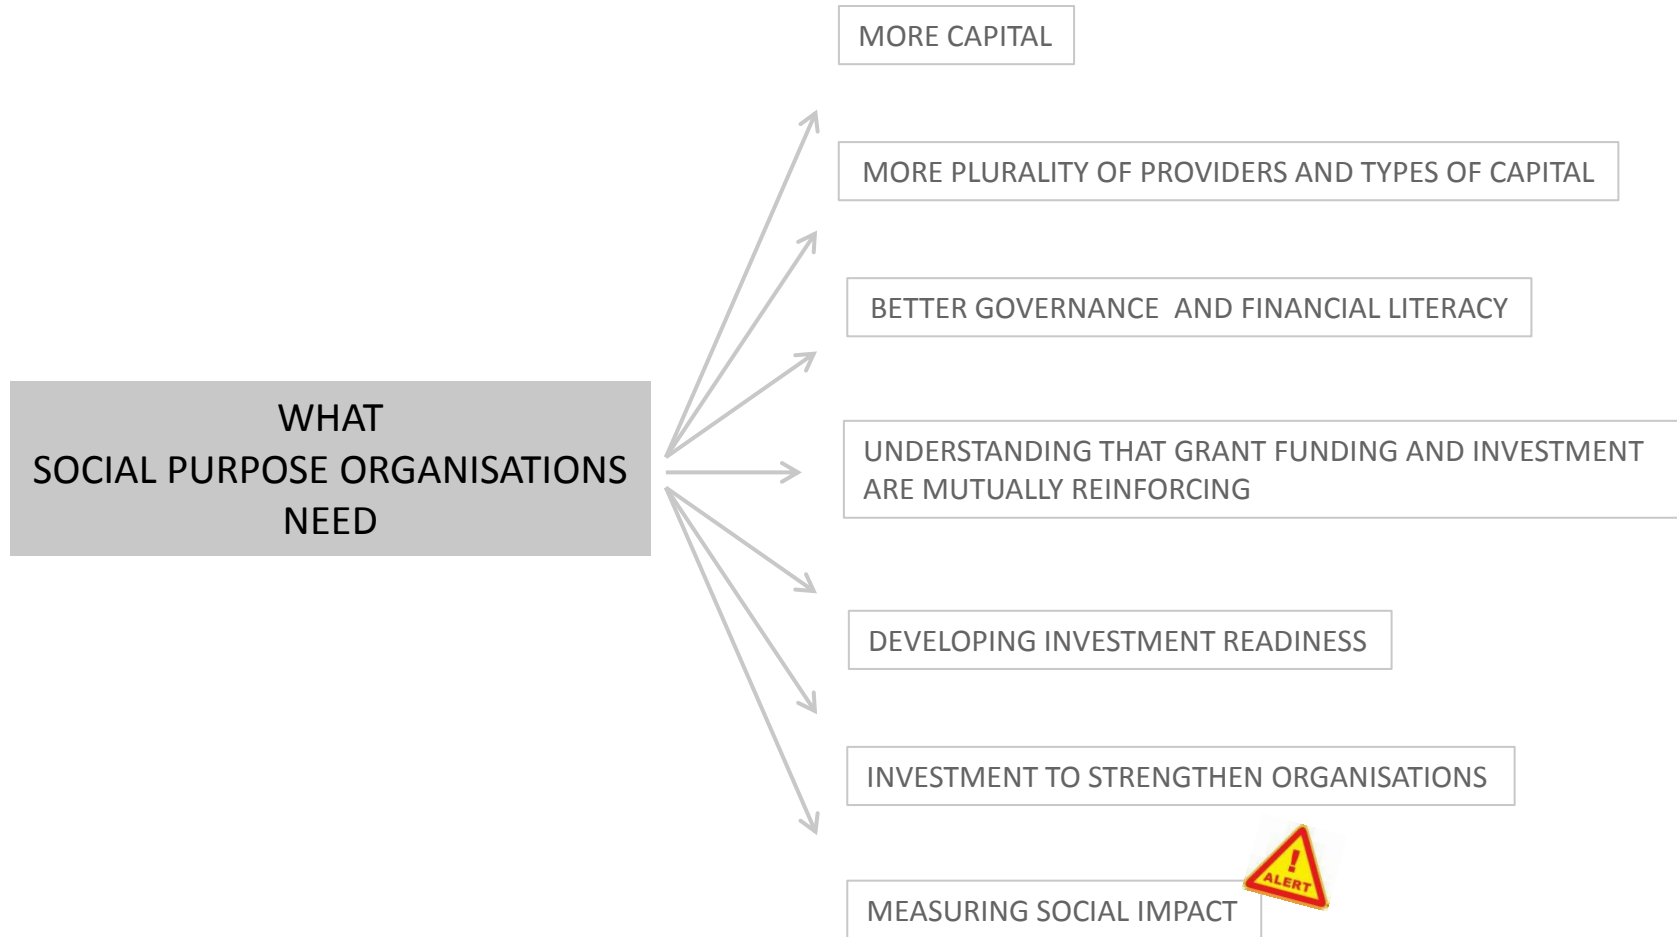 MORE CAPITAL
MORE PLURALITY OF PROVIDERS AND TYPES OF CAPITAL
BETTER GOVERNANCE AND FINANCIAL LITERACY
WHAT
SOCIAL PURPOSE ORGANISATIONS
NEED
UNDERSTANDING THAT GRANT FUNDING AND INVESTMENT
ARE MUTUALLY REINFORCING
DEVELOPING INVESTMENT READINESS
INVESTMENT TO STRENGTHEN ORGANISATIONS
!
ALERT
MEASURING SOCIAL IMPACT